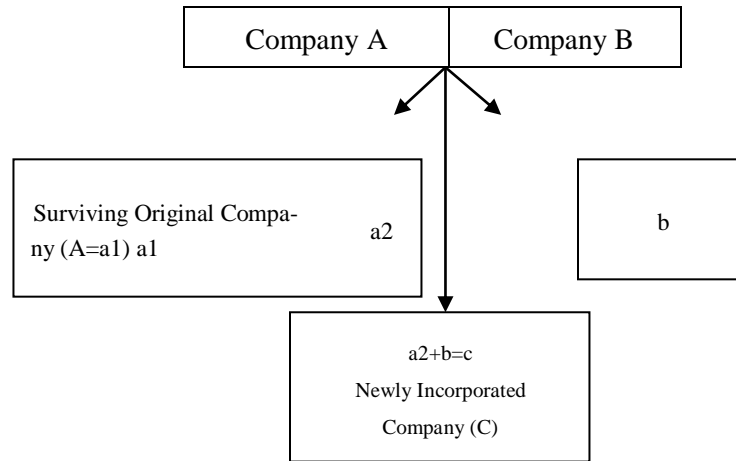 Company A
Company B
Surviving Original Compa-
ny (A=a1) a1
a2
b
a2+b=c
Newly Incorporated
Company (C)